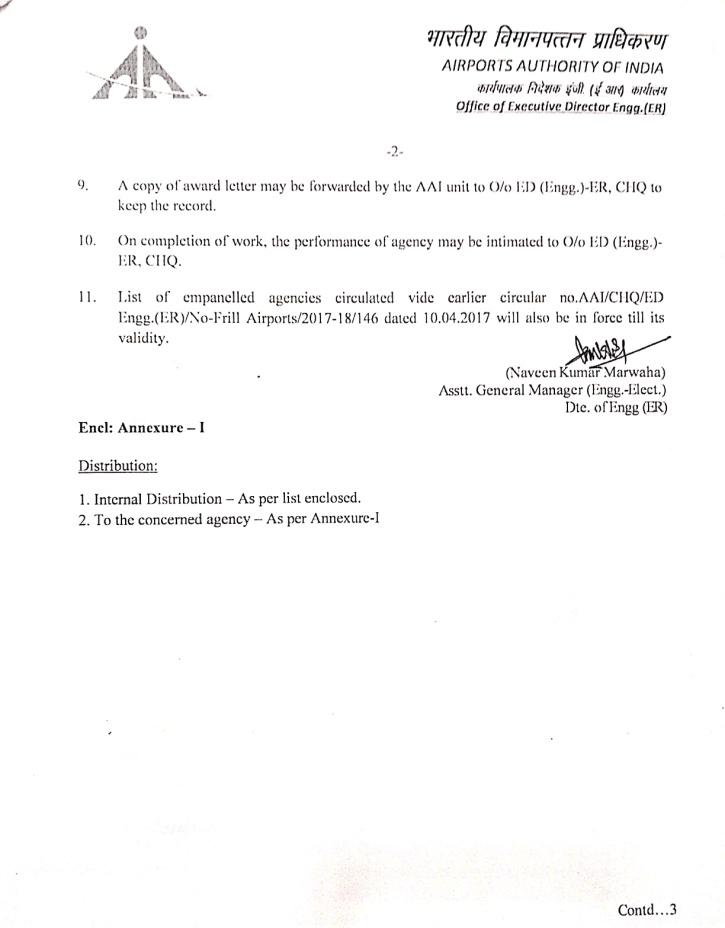 भारतीय विमानपत्तन प्राधिकरण
AIRPORTS AUTHORITY OF INDIA
कार्यपालक निदेशक इंजी. (ई आर) कार्यालय
Office of Executive Director Engg.(ER)
-2-
9. A copy of award letter may be forwarded by the AAI unit to O/o ED (Engg.)-ER, CHQ to
keep the record.
10. On completion of work, the performance of agency may be intimated to O/o ED (Engg.)-
ER, CHQ.
11. List of empanelled agencies circulated vide earlier circular no.AAI/CHQ/ED
Engg.(ER)/No-Frill Airports/2017-18/146 dated 10.04.2017 will also be in force till its
validity.
(Naveen Kumar Marwaha)
Asstt. General Manager (Engg.-Elect.)
Dte. of Engg (ER)
Encl: Annexure – I
Distribution:
1. Internal Distribution – As per list enclosed.
2. To the concerned agency – As per Annexure-I
Contd...3